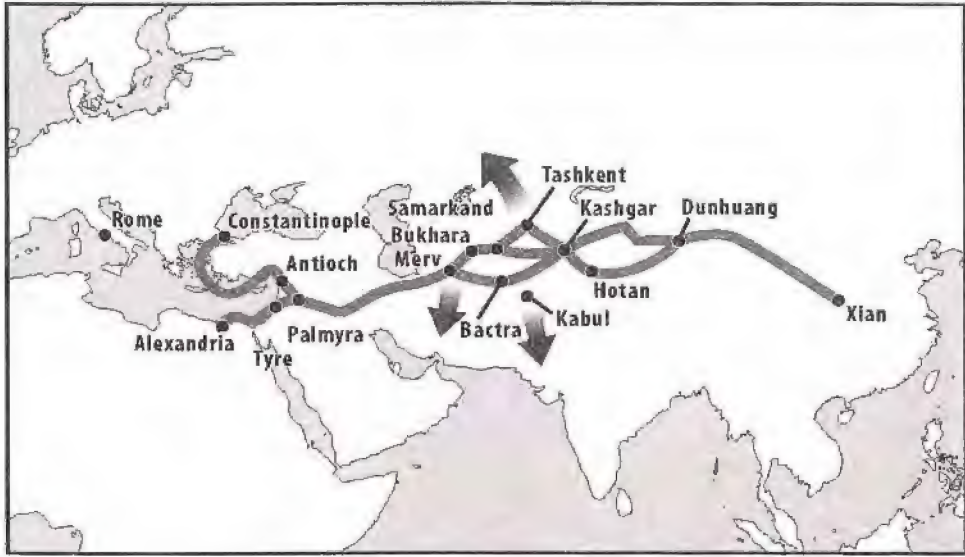 Tashkent
Samarkand
Kashgar
Dunhuang
Rome
Constantinople
Bukhara
Merv
Antioch
Hotan
Kabul
Xian
Bactra
Palmyra
Alexandria
Tyre